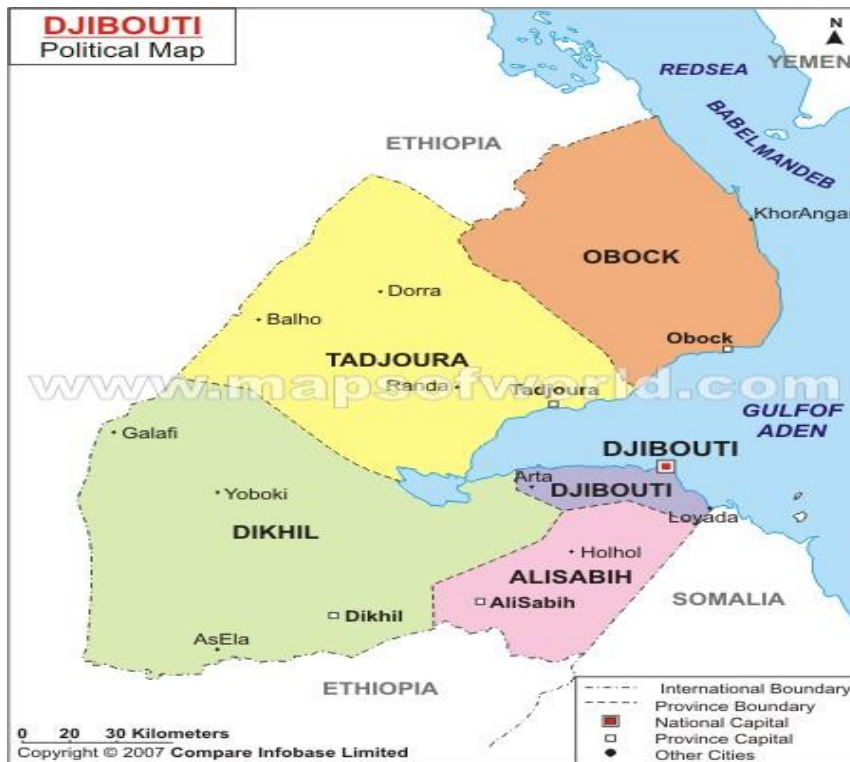 DJIBOUTI
Political Map
N
REDSEA
YEMEN
BABELMANDEB
ETHIOPIA
KhorAngar
OBOCK
Dorra
Balho
Obock
TADJOURA
www.mapsofworld.com
Randa
Tadjoura
GULFOF
ADEN
Galafi
DJIBOUTI
Arta
DJIBOUTI
Yoboki
Loyada
DIKHIL
Holhol
ALISABIH
AliSabih
SOMALIA
Dikhil
AsEla
ETHIOPIA
International Boundary
Province Boundary
0 20 30 Kilometers
National Capital
Province Capital
Copyright © 2007 Compare Infobase Limited
Other Cities